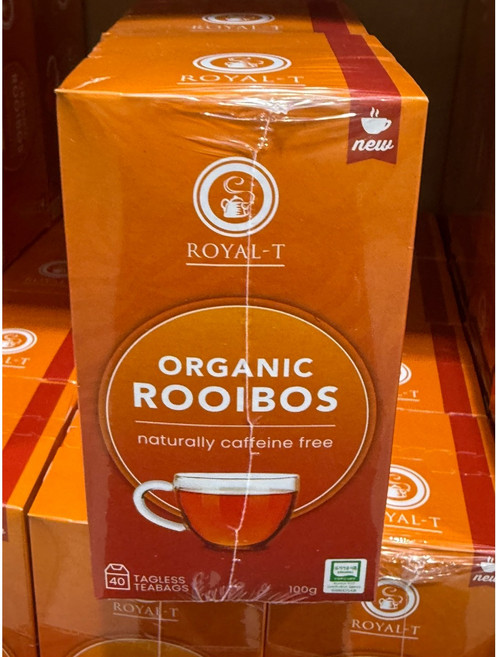 ROYAL-T
new
ROYAL-T
ORGANIC
ROOIBOS
naturally caffeine free
40
TAGLESS
TEABAGS
100g
ROYAL-T
ROYAL-T